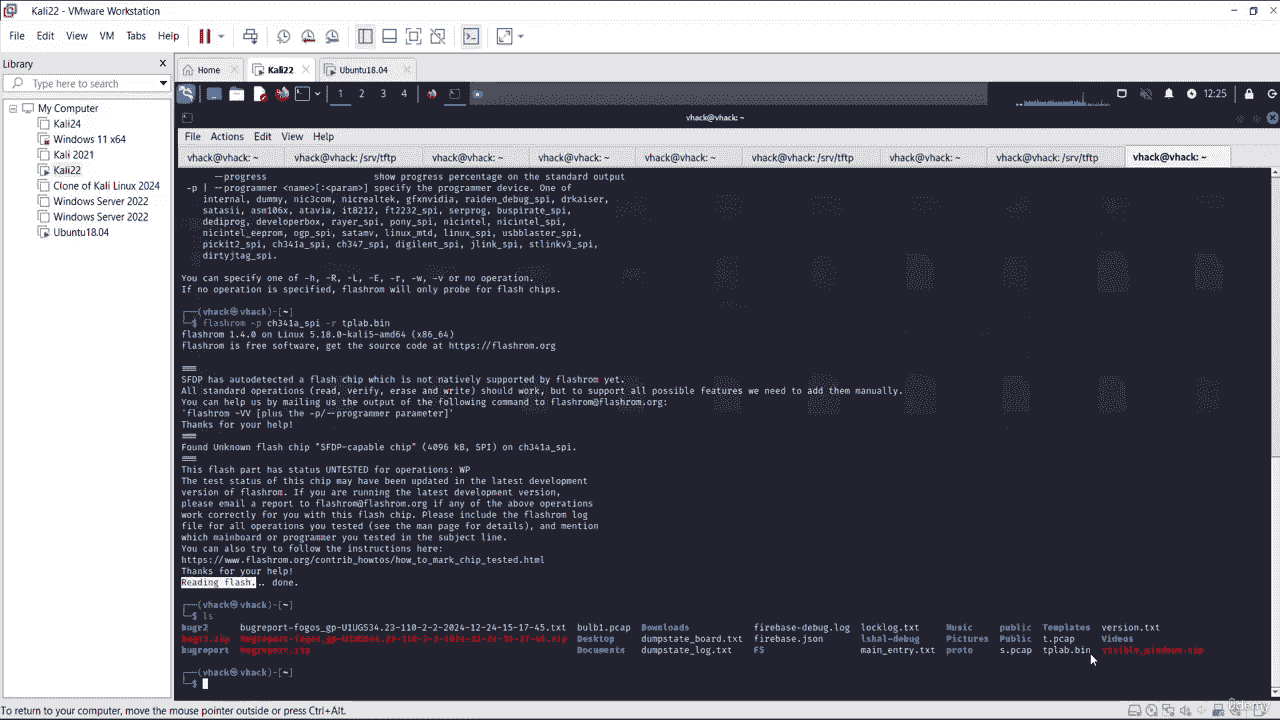 Kali22 - VMware Workstation
File Edit View VM Tabs Help
Library X
Type here to search
My Computer
Kali24
Windows 11 x64
Kali 2021
Kali22
Clone of Kali Linux 2024
Windows Server 2022
Windows Server 2022
Ubuntu18.04
Home Kali22 Ubuntu18.04
1 2 3 4 12:25
vhack@vhack: ~
File Actions Edit View Help
vhack@vhack: ~ vhack@vhack: /srv/tftp vhack@vhack: ~ vhack@vhack: ~ vhack@vhack: ~ vhack@vhack: /srv/tftp vhack@vhack: ~ vhack@vhack: /srv/tftp vhack@vhack: ~
--progress show progress percentage on the standard output
-p | --programmer <name>[:<param>] specify the programmer device. One of
internal, dummy, nic3com, nicrealtek, gfxnvidia, raiden_debug_spi, drkaiser,
satasii, asm106x, atavia, it8212, ft2232_spi, serprog, buspirate_spi,
dediprog, developerbox, rayer_spi, pony_spi, nicintel, nicintel_spi,
nicintel_eeprom, ogp_spi, satamv, linux_mtd, linux_spi, usbblaster_spi,
pickit2_spi, ch341a_spi, ch347_spi, digilent_spi, jlink_spi, stlinkv3_spi,
dirtyjtag_spi.
You can specify one of -h, -R, -L, -E, -r, -w, -v or no operation.
If no operation is specified, flashrom will only probe for flash chips.
(vhack@vhack)-[~]
$ flashrom -p ch341a_spi -r tplab.bin
flashrom 1.4.0 on Linux 5.18.0-kali5-amd64 (x86_64)
flashrom is free software, get the source code at https://flashrom.org
===
SFDP has autodetected a flash chip which is not natively supported by flashrom yet.
All standard operations (read, verify, erase and write) should work, but to support all possible features we need to add them manually.
You can help us by mailing us the output of the following command to flashrom@flashrom.org:
'flashrom -VV [plus the -p/--programmer parameter]'
Thanks for your help!
===
Found Unknown flash chip "SFDP-capable chip" (4096 kB, SPI) on ch341a_spi.
===
This flash part has status UNTESTED for operations: WP
The test status of this chip may have been updated in the latest development
version of flashrom. If you are running the latest development version,
please email a report to flashrom@flashrom.org if any of the above operations
work correctly for you with this flash chip. Please include the flashrom log
file for all operations you tested (see the man page for details), and mention
which mainboard or programmer you tested in the subject line.
You can also try to follow the instructions here:
https://www.flashrom.org/contrib_howtos/how_to_mark_chip_tested.html
Thanks for your help!
Reading flash... done.
(vhack@vhack)-[~]
$ ls
bugr2 bugreport-fogos_gp-U1UGS34.23-110-2-2-2024-12-24-15-17-45.txt bulb1.pcap Downloads firebase-debug.log locklog.txt Music public Templates version.txt
Desktop dumpstate_board.txt firebase.json lshal-debug Pictures Public t.pcap Videos
bugreport Documents dumpstate_log.txt FS main_entry.txt proto s.pcap tplab.bin
(vhack@vhack)-[~]
$
To return to your computer, move the mouse pointer outside or press Ctrl+Alt.